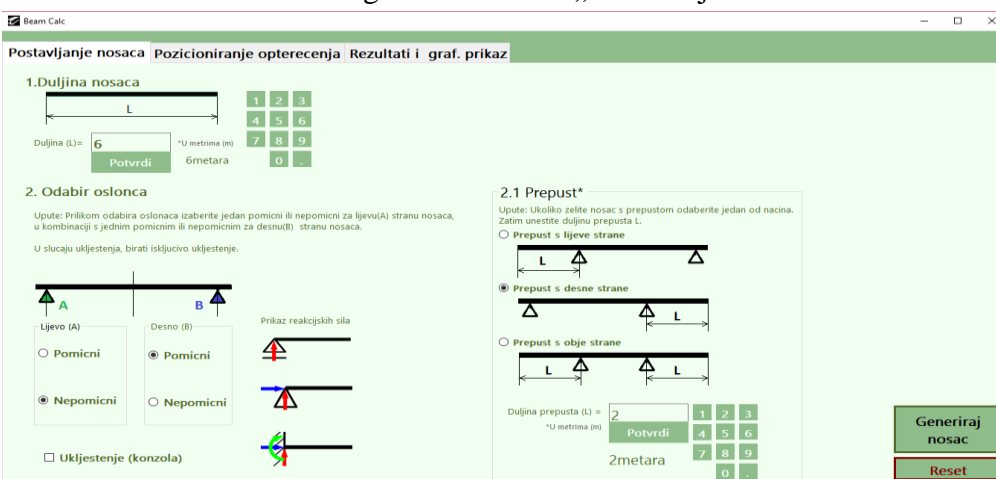 Beam Calc
Postavljanje nosaca Pozicioniranje opterecenja Rezultati i graf. prikaz
1.Duljina nosaca
L
1 2 3
4 5 6
7 8 9
0 .
Duljina (L)= 6 *U metrima (m)
Potvrdi 6metara
2. Odabir oslonca
Upute: Prilikom odabira oslonaca izaberite jedan pomicni ili nepomicni za lijevu(A) stranu nosaca,
u kombinaciji s jednim pomicnim ili nepomicnim za desnu(B) stranu nosaca.
U slucaju ukljestenja, birati iskljucivo ukljestenje.
A B
Lijevo (A) Desno (B)
Pomicni Pomicni
Nepomicni Nepomicni
Ukljestenje (konzola)
Prikaz reakcijskih sila
2.1 Prepust*
Upute: Ukoliko zelite nosac s prepustom odaberite jedan od nacina.
Zatim unestite duljinu prepusta L.
Prepust s lijeve strane
L
Prepust s desne strane
L
Prepust s obje strane
L L
Duljina prepusta (L) = 2
*U metrima (m)
Potvrdi
2metara
1 2 3
4 5 6
7 8 9
0 .
Generiraj
nosac
Reset